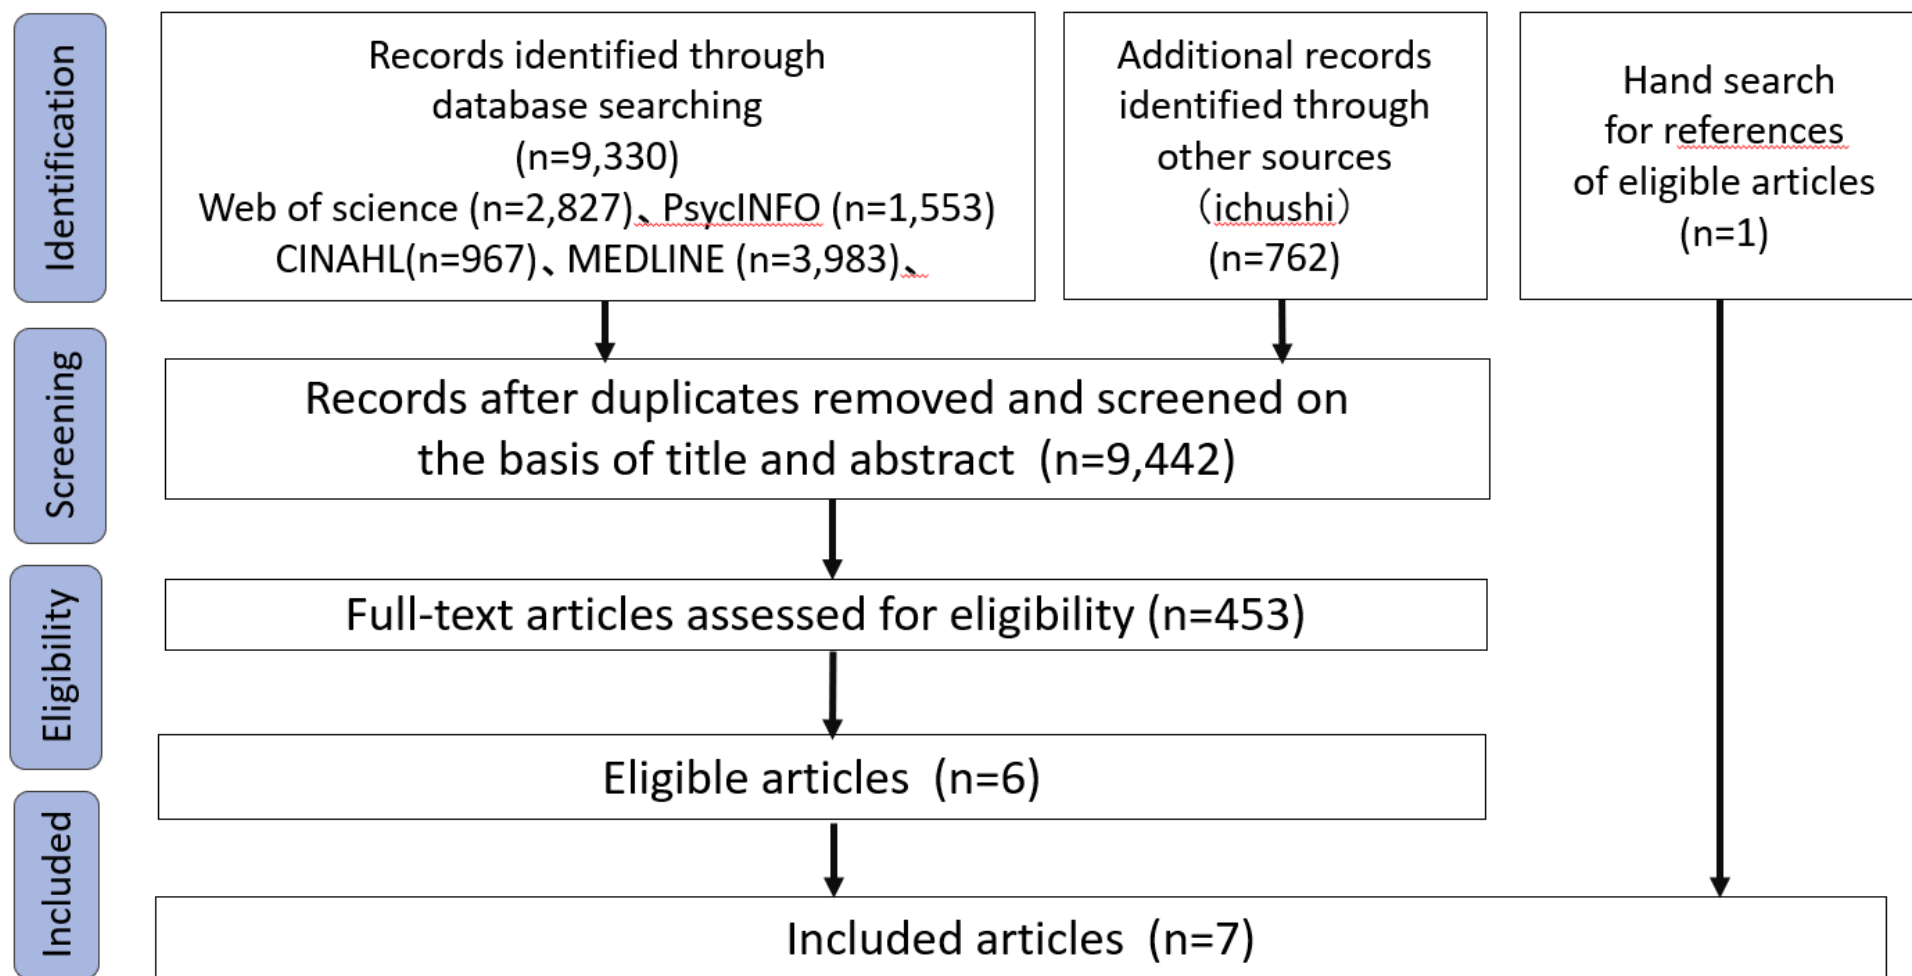 Identification
Records identified through
database searching
(n=9,330)
Web of science (n=2,827)、PsycINFO (n=1,553)
CINAHL(n=967)、MEDLINE (n=3,983)、
Additional records
identified through
other sources
（ichushi）
(n=762)
Hand search
for references
of eligible articles
(n=1)
Screening
Records after duplicates removed and screened on
the basis of title and abstract (n=9,442)
Eligibility
Full-text articles assessed for eligibility (n=453)
Eligible articles (n=6)
Included
Included articles (n=7)